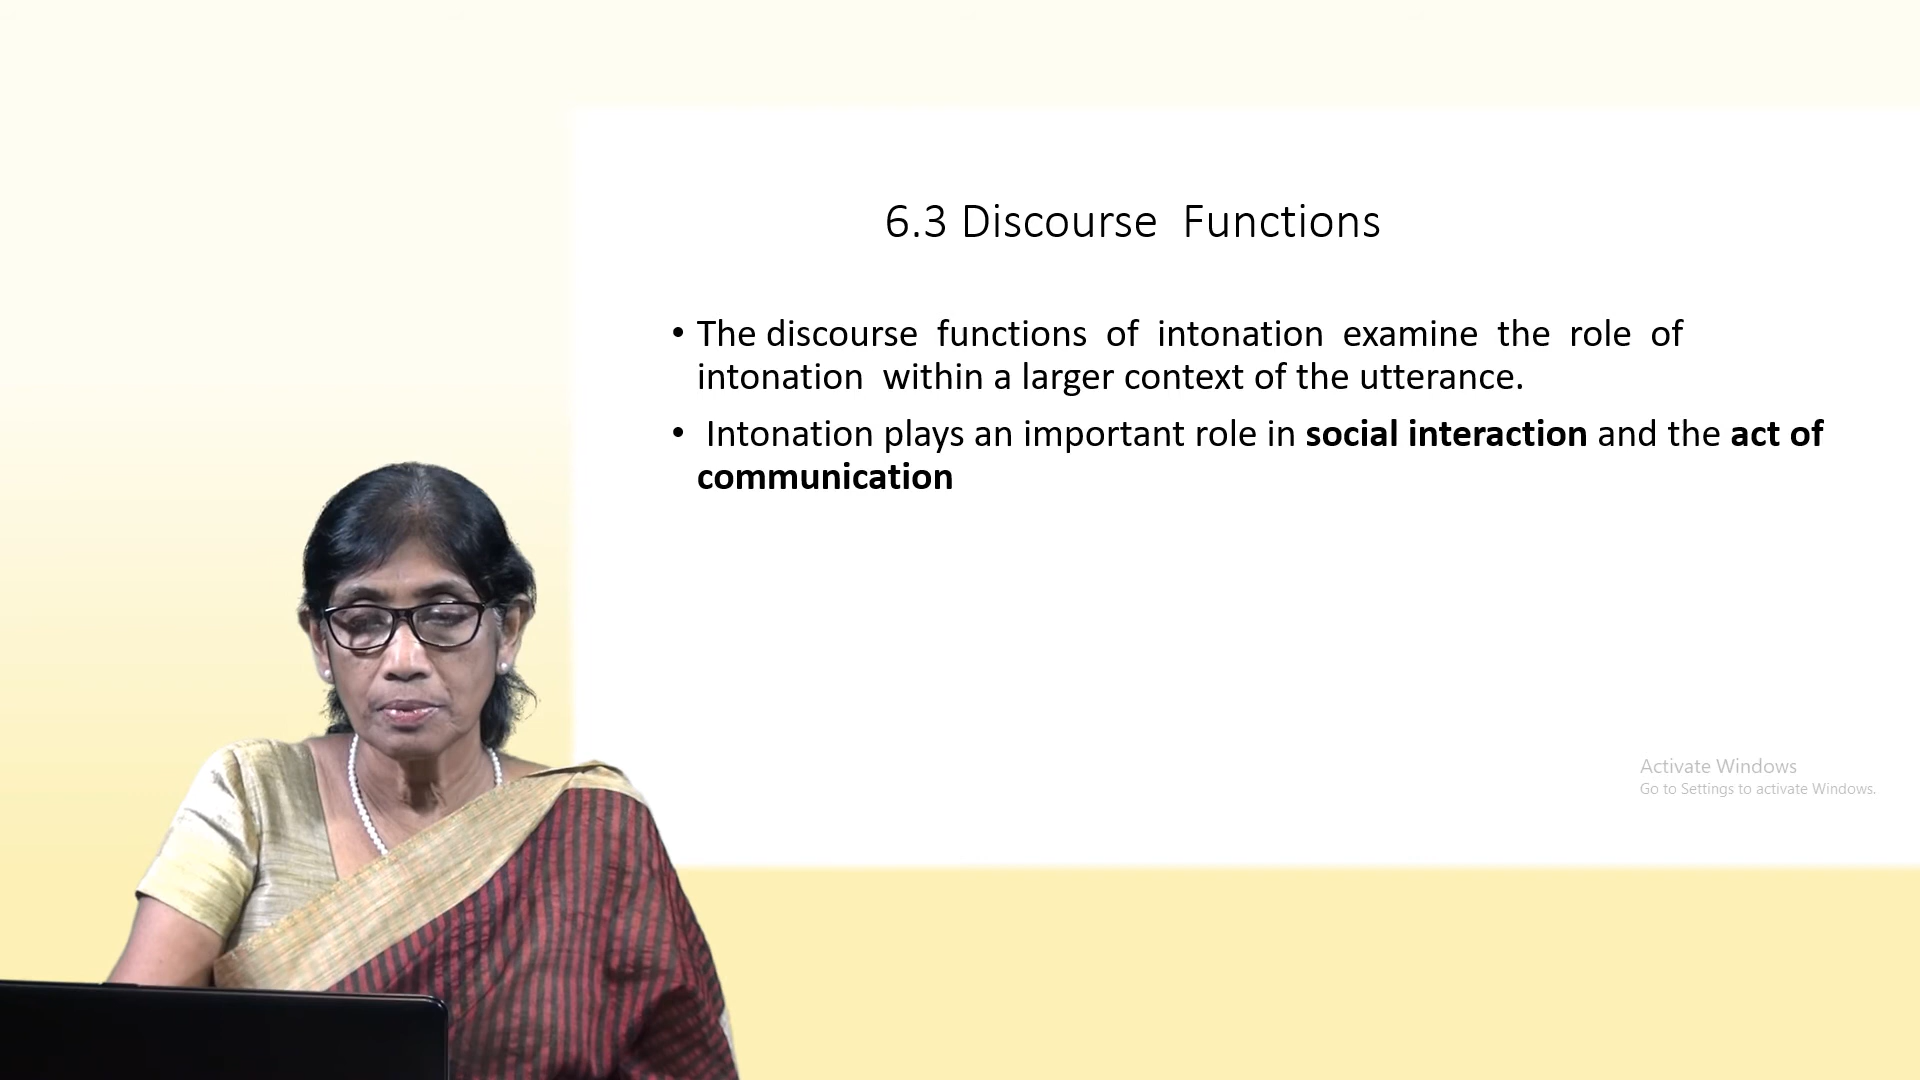 6.3 Discourse Functions
• The discourse functions of intonation examine the role of
intonation within a larger context of the utterance.
• Intonation plays an important role in social interaction and the act of
communication
Activate Windows
Go to Settings to activate Windows.